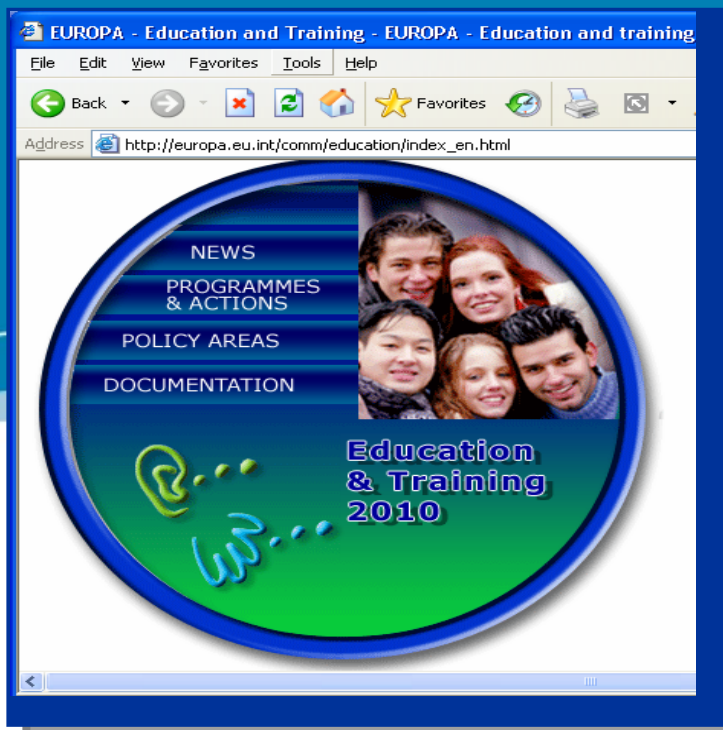 EUROPA - Education and Training - EUROPA - Education and training
File Edit View Favorites Tools Help
Back Favorites
Address http://europa.eu.int/comm/education/index_en.html
NEWS
PROGRAMMES
& ACTIONS
POLICY AREAS
DOCUMENTATION
Education
& Training
2010